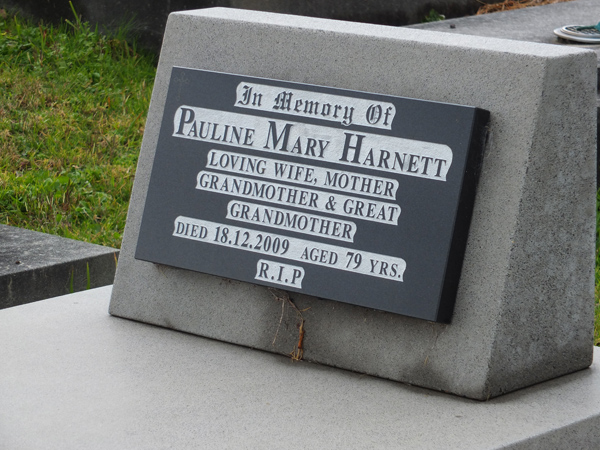 In Memory Of
PAULINE MARY HARNETT
LOVING WIFE, MOTHER
GRANDMOTHER & GREAT
GRANDMOTHER
DIED 18.12.2009 AGED 79 YRS.
R.I.P